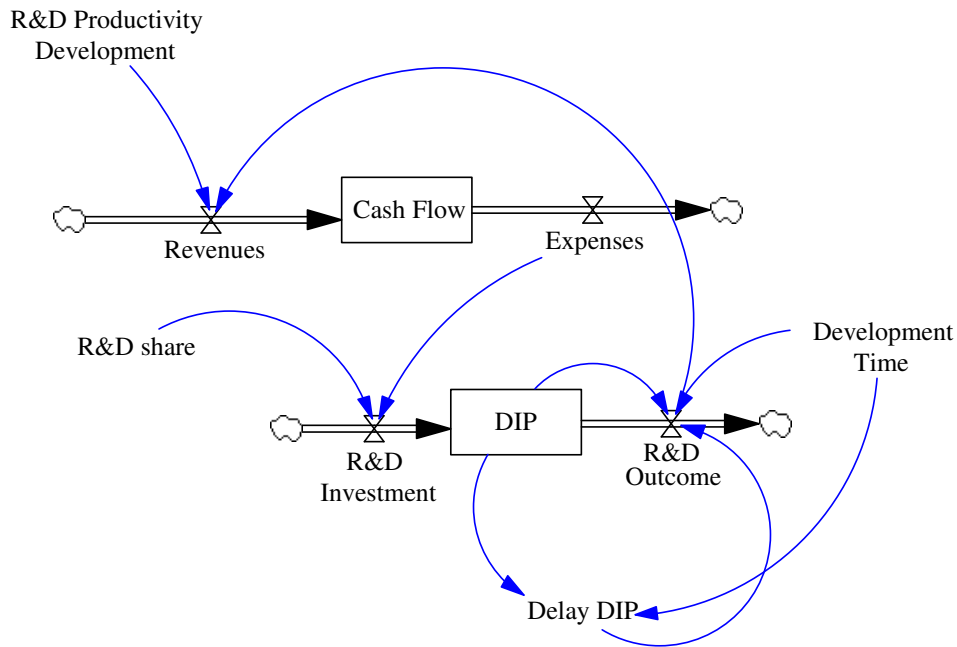 R&D Productivity
Development
Cash Flow
Revenues
Expenses
R&D share
Development
Time
DIP
R&D
Investment
R&D
Outcome
Delay DIP